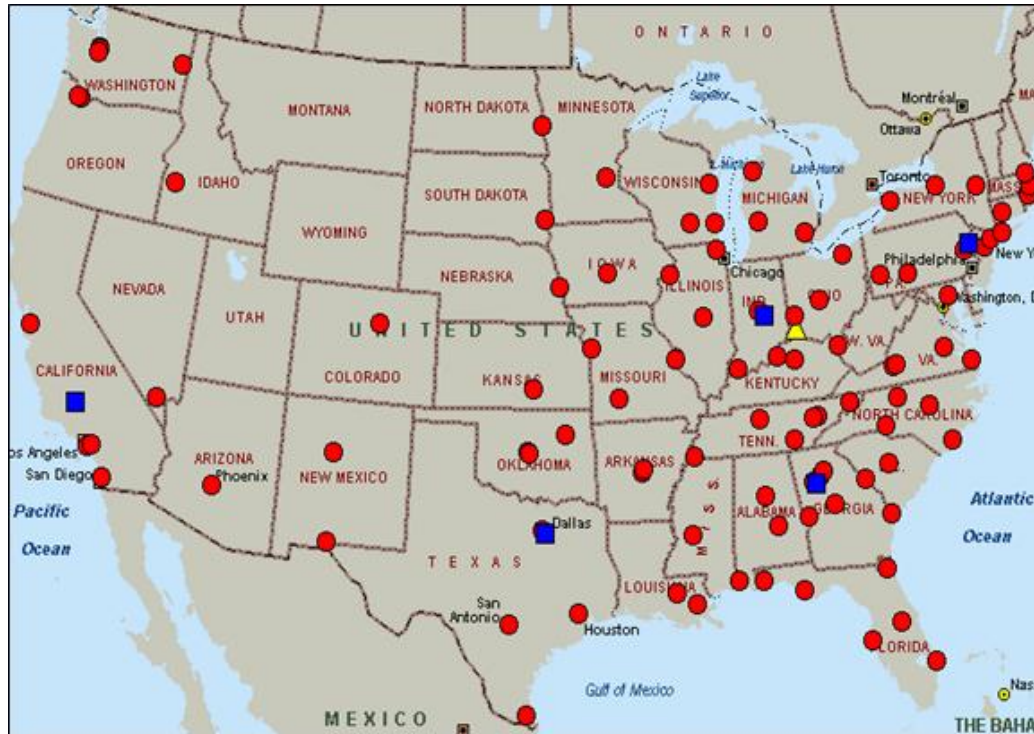 ONTARIO
Lake
Superior
Montréal
Ottawa
WASHINGTON
MONTANA
NORTH DAKOTA
MINNESOTA
Lake Huron
Toronto
OREGON
IDAHO
SOUTH DAKOTA
WISCONSIN
MICHIGAN
NEW YORK
MASS
WYOMING
IOWA
Chicago
Philadelphia
New Y
NEBRASKA
ILLINOIS
IND.
OHIO
PA.
Washington, D
NEVADA
UTAH
UNITED STATES
W. VA.
VA.
CALIFORNIA
COLORADO
KANSAS
MISSOURI
KENTUCKY
NORTH CAROLINA
os Angeles
ARIZONA
NEW MEXICO
OKLAHOMA
ARKANSAS
TENN.
San Diego
Phoenix
MISS.
ALABAMA
GEORGIA
Pacific
Ocean
Dallas
Atlantic
Ocean
TEXAS
LOUISIANA
San
Antonio
Houston
FLORIDA
Gulf of Mexico
Nas
MEXICO
THE BAHA